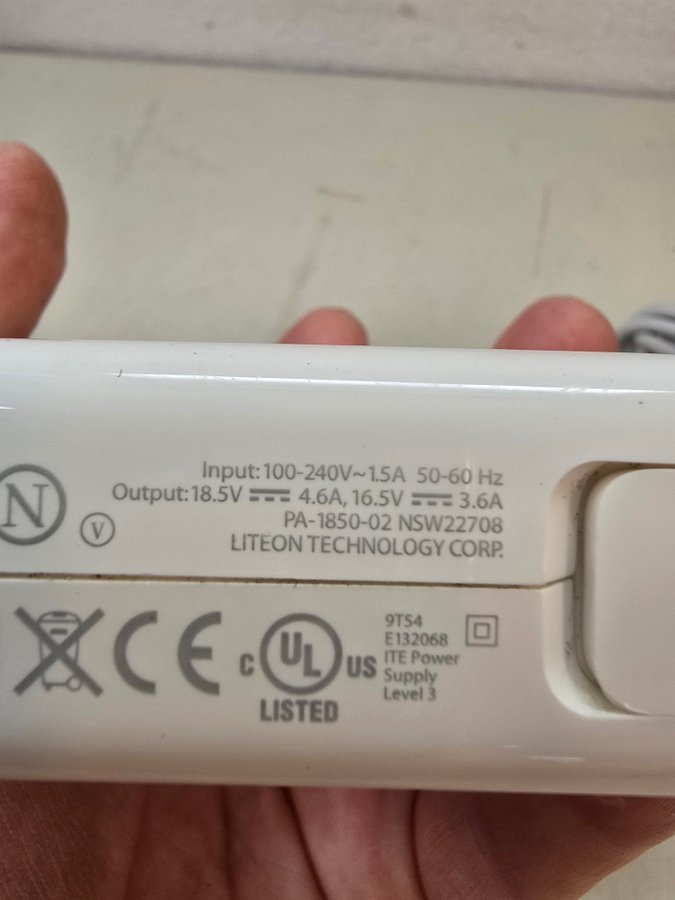 Input: 100-240V~1.5A 50-60 Hz
Output: 18.5V ⎓ 4.6A, 16.5V ⎓ 3.6A
PA-1850-02 NSW22708
LITEON TECHNOLOGY CORP.
N
V
CE
C UL US
LISTED
9T54
E132068
ITE Power
Supply
Level 3